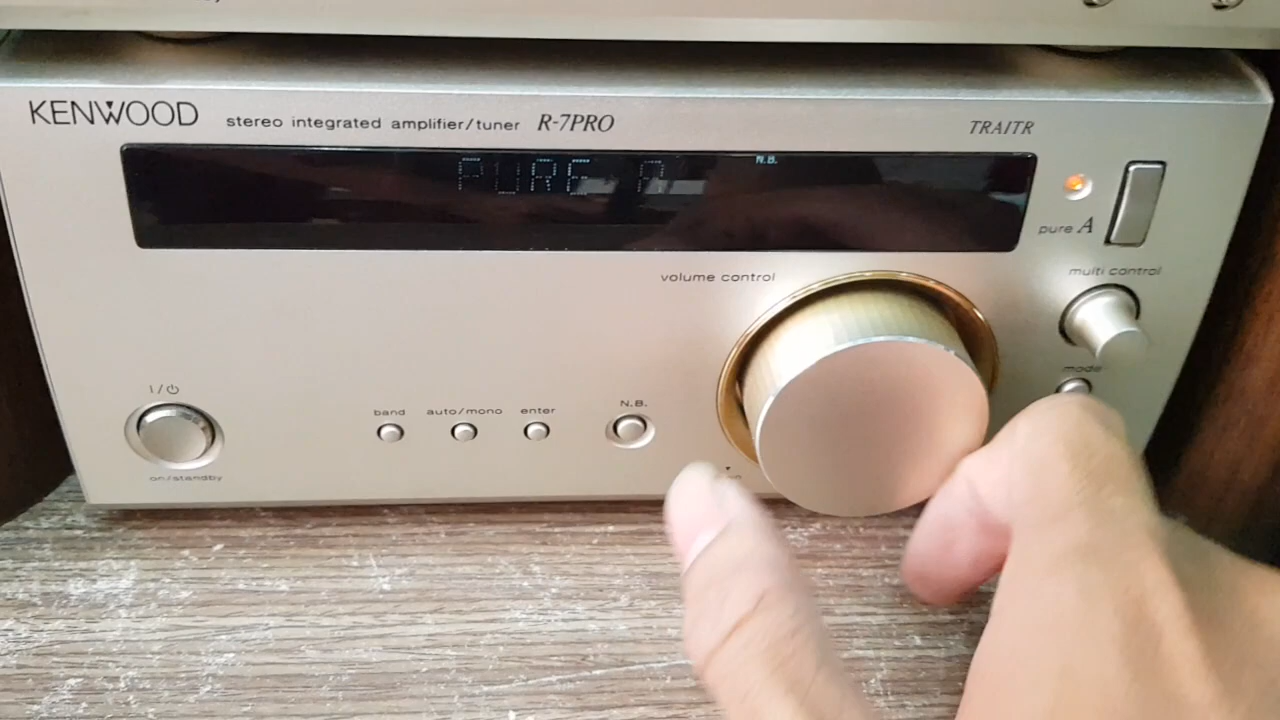 KENWOOD stereo integrated amplifier/tuner R-7PRO TRAITR
PURE A N.B.
pure A
volume control multi control
mode
I/⏻ band auto/mono enter N.B.
on/standby